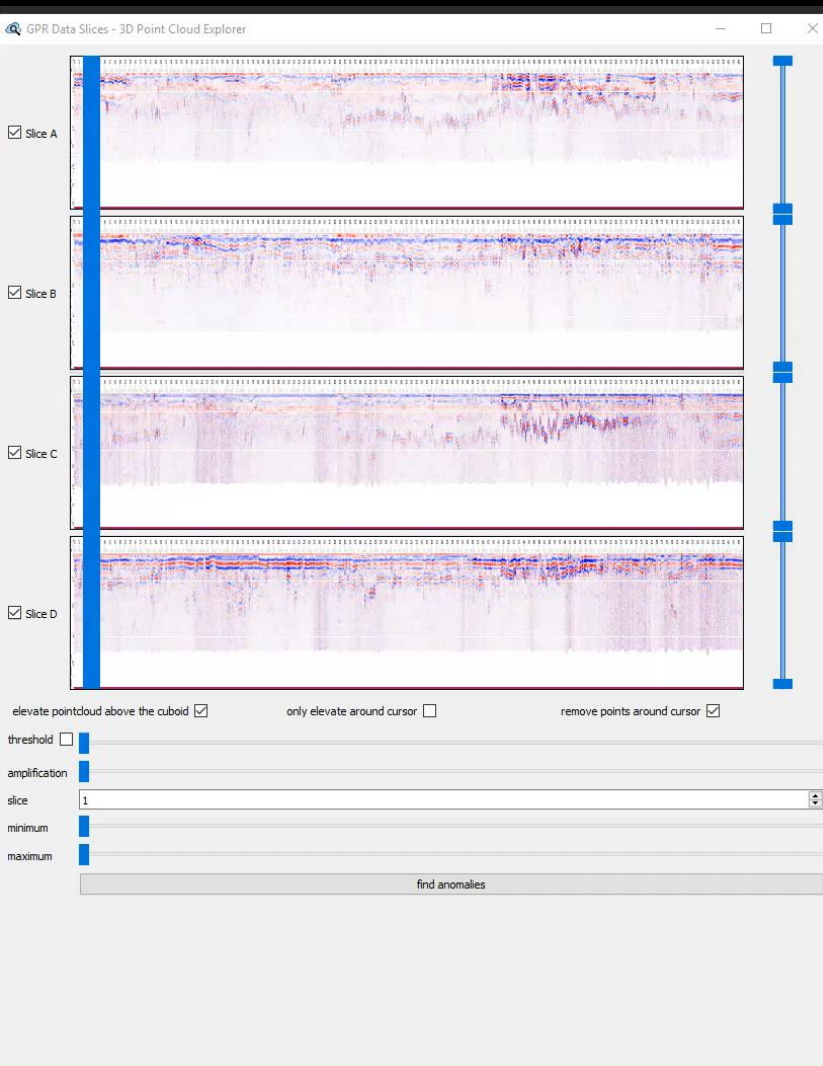 GPR Data Slices - 3D Point Cloud Explorer
Slice A
Slice B
Slice C
Slice D
elevate pointcloud above the cuboid only elevate around cursor remove points around cursor
threshold
amplification
slice 1
minimum
maximum
find anomalies